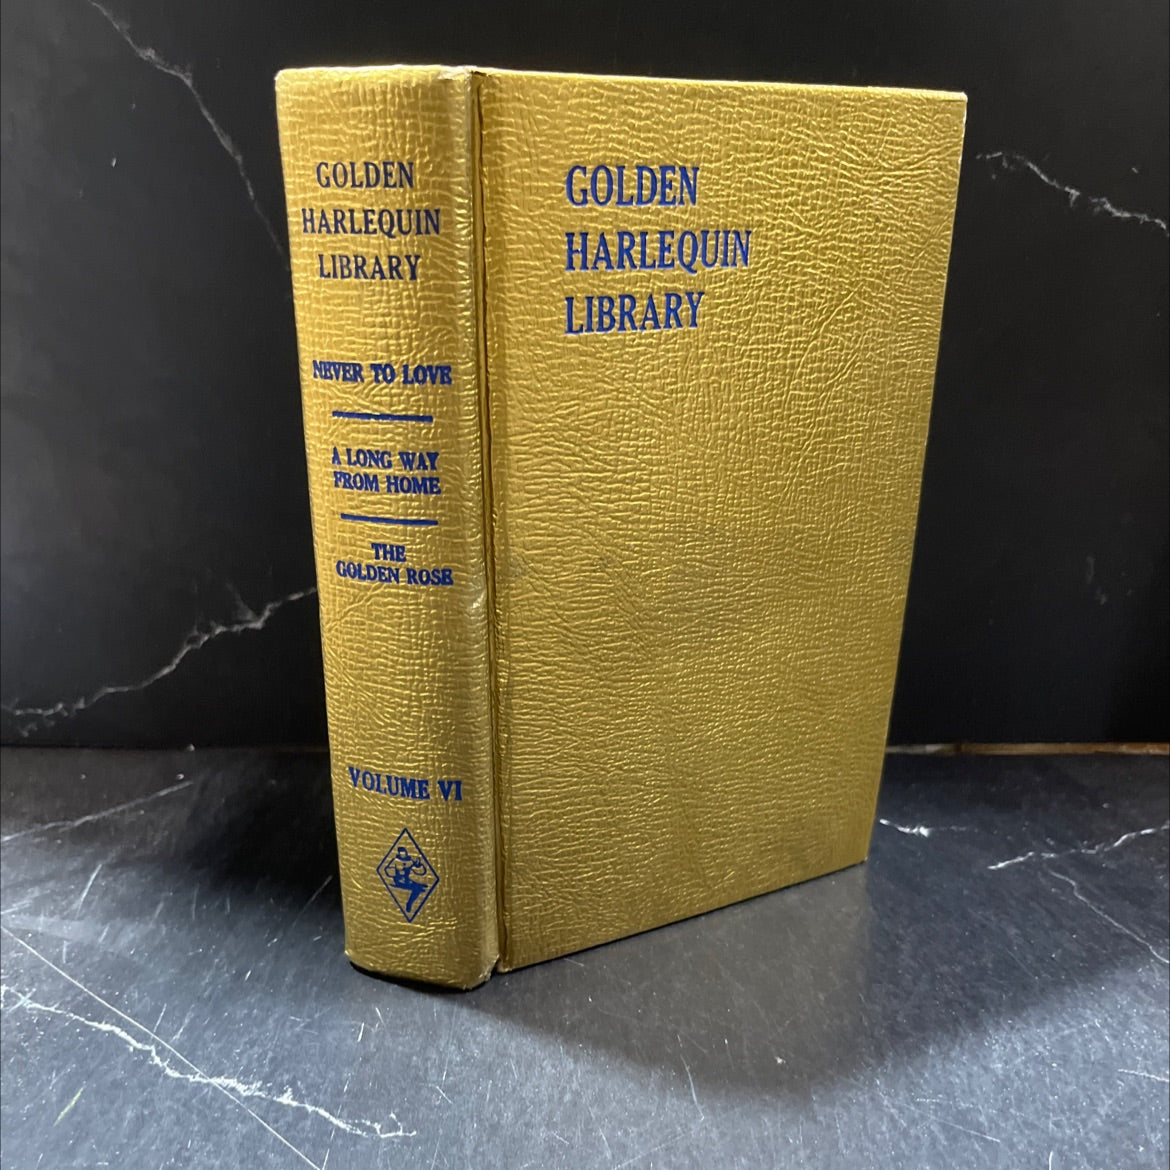 GOLDEN
HARLEQUIN
LIBRARY
NEVER TO LOVE
A LONG WAY
FROM HOME
THE
GOLDEN ROSE
VOLUME VI
GOLDEN
HARLEQUIN
LIBRARY